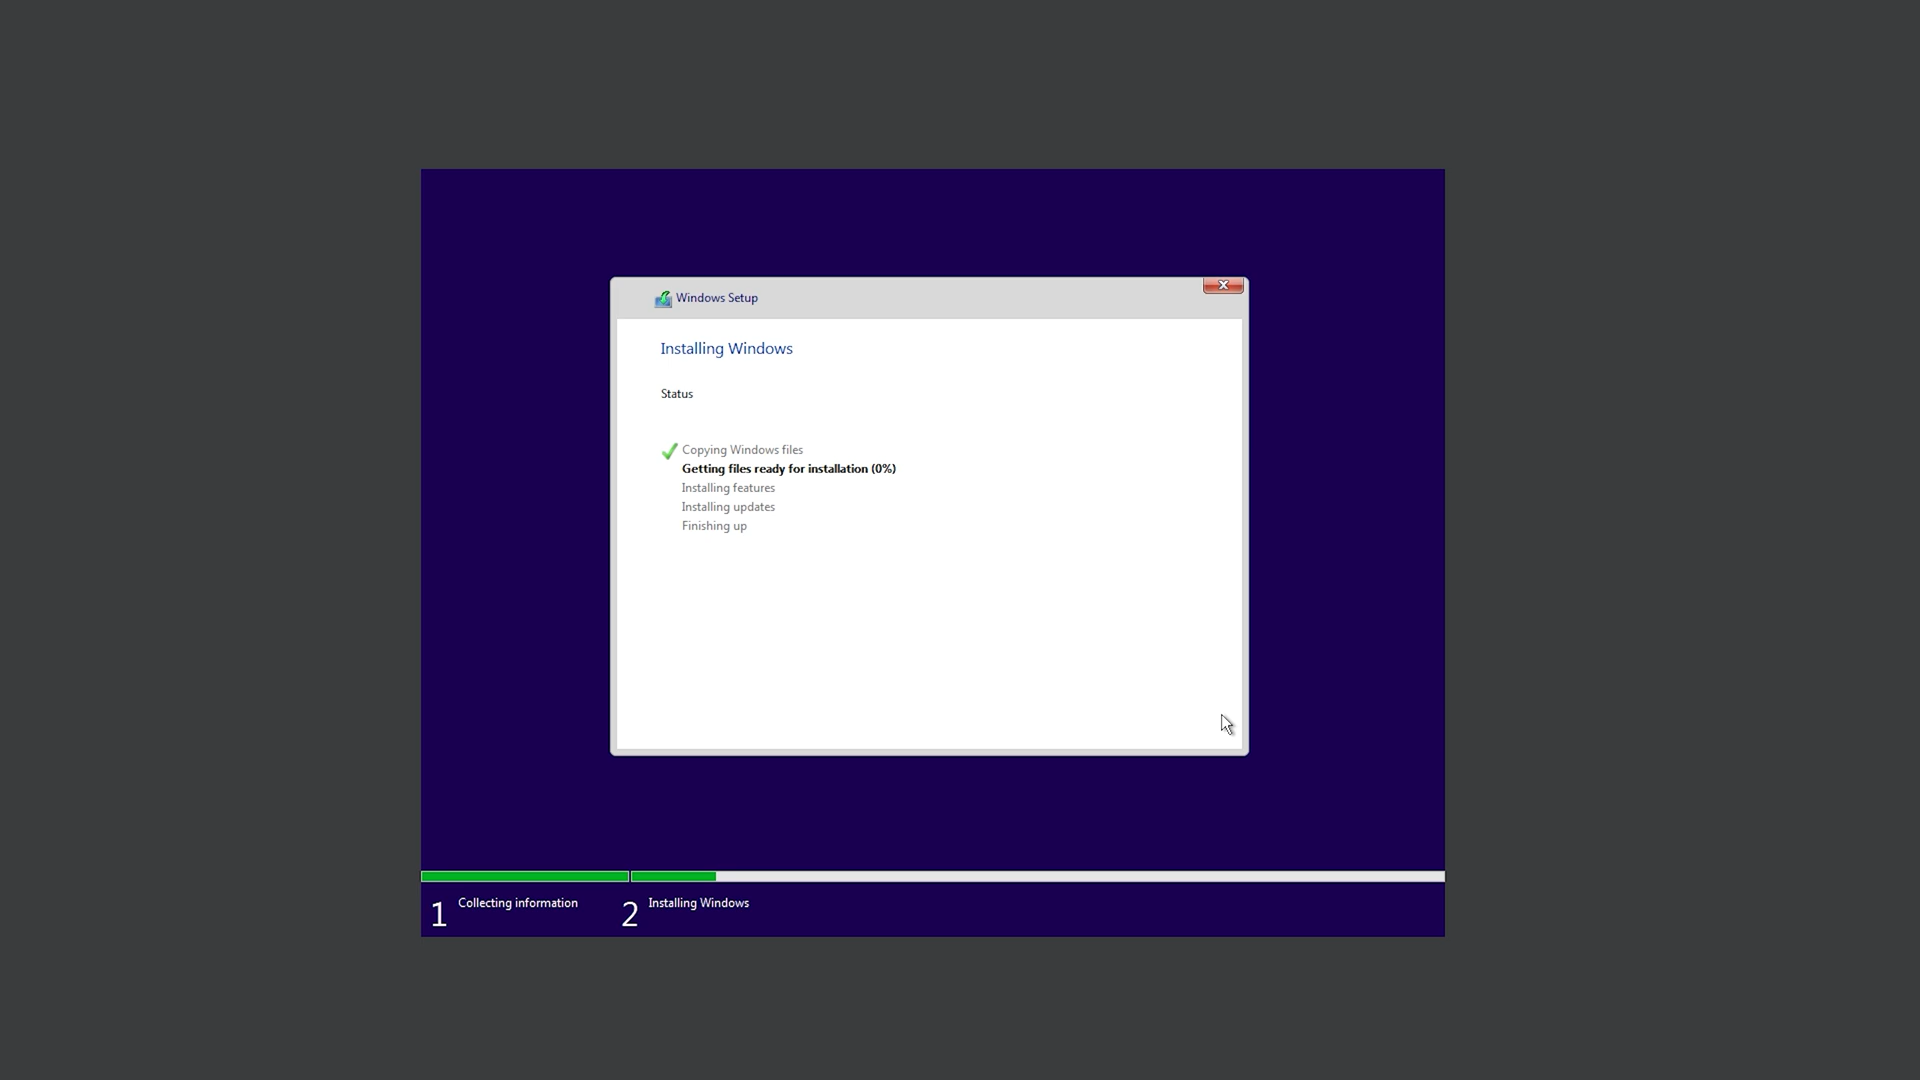 Windows Setup
Installing Windows
Status
Copying Windows files
Getting files ready for installation (0%)
Installing features
Installing updates
Finishing up
1 Collecting information
2 Installing Windows